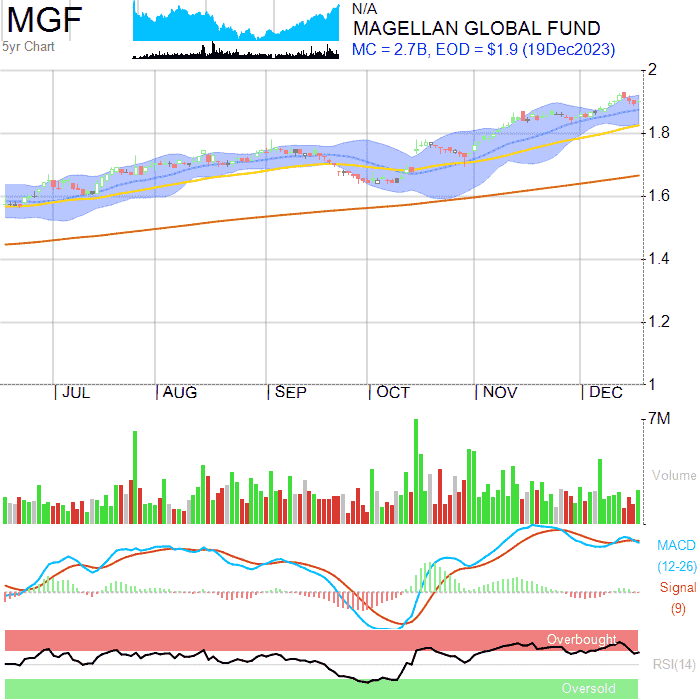 MGF
5yr Chart
N/A
MAGELLAN GLOBAL FUND
MC = 2.7B, EOD = $1.9 (19Dec2023)
2
1.8
1.6
1.4
1.2
1
JUL
AUG
SEP
OCT
NOV
DEC
7M
Volume
MACD
(12-26)
Signal
(9)
Overbought
RSI(14)
Oversold